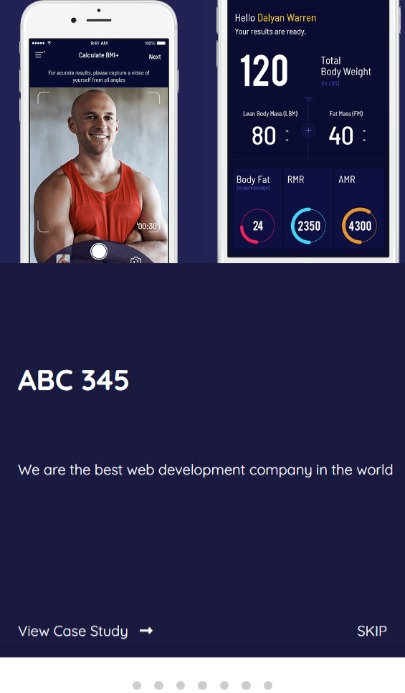 9:41 AM
100%
Calculate BMI+
Next
For acurate results, please capture a video of
yourself from all angles
00:30
Hello Dalyan Warren
Your results are ready.
120
Total
Body Weight
Lean Body Mass (LBM)
Fat Mass (FM)
80 :
+
40 :
Body Fat
RMR
AMR
24
2350
4300
ABC 345
We are the best web development company in the world
View Case Study →
SKIP